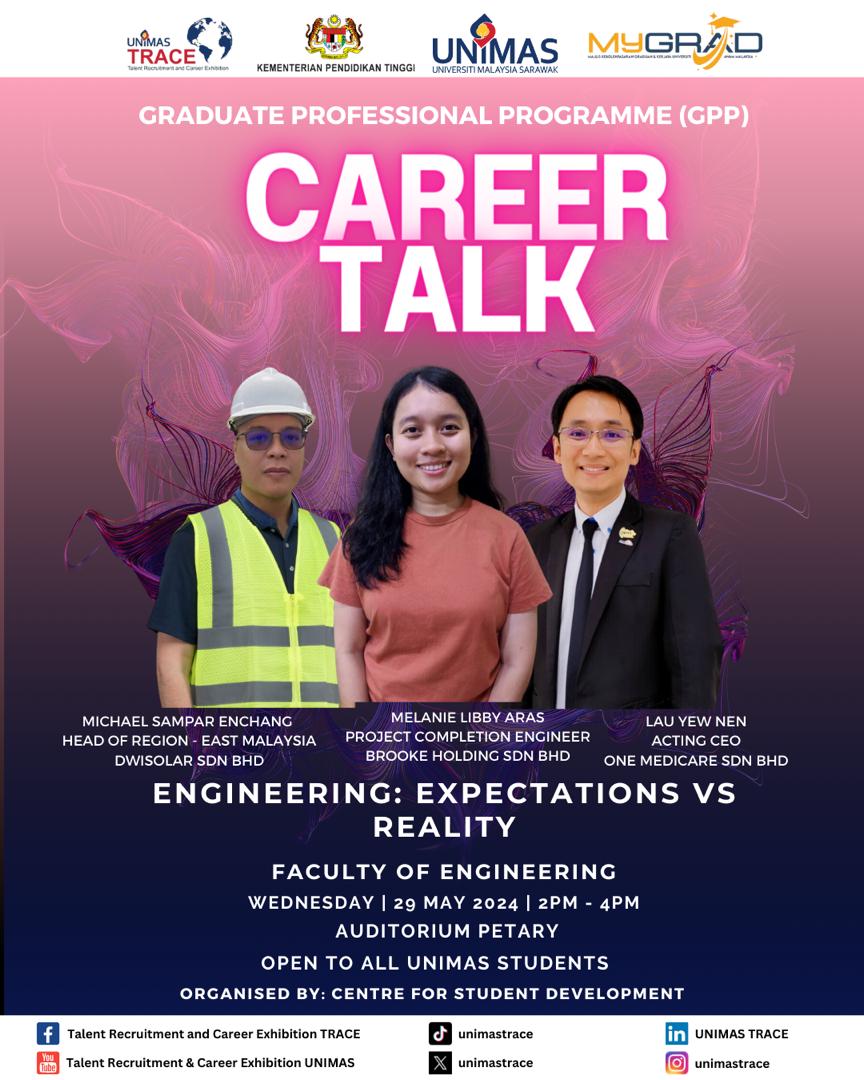 UNIMAS
TRACE
Talent Recruitment and Career Exhibition
KEMENTERIAN PENDIDIKAN TINGGI
UNIMAS
UNIVERSITI MALAYSIA SARAWAK
MYGRAD
GRADUATE PROFESSIONAL PROGRAMME (GPP)
CAREER
TALK
MICHAEL SAMPAR ENCHANG
HEAD OF REGION - EAST MALAYSIA
DWISOLAR SDN BHD
MELANIE LIBBY ARAS
PROJECT COMPLETION ENGINEER
BROOKE HOLDING SDN BHD
LAU YEW NEN
ACTING CEO
ONE MEDICARE SDN BHD
ENGINEERING: EXPECTATIONS VS
REALITY
FACULTY OF ENGINEERING
WEDNESDAY | 29 MAY 2024 | 2PM - 4PM
AUDITORIUM PETARY
OPEN TO ALL UNIMAS STUDENTS
ORGANISED BY: CENTRE FOR STUDENT DEVELOPMENT
Talent Recruitment and Career Exhibition TRACE
unimastrace
UNIMAS TRACE
You
Tube
Talent Recruitment & Career Exhibition UNIMAS
unimastrace
unimastrace